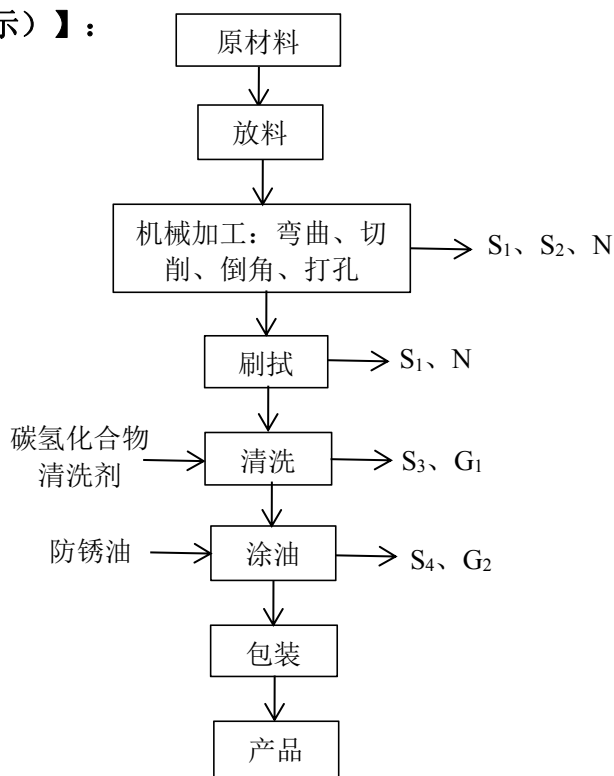 示）】：
原材料
放料
机械加工：弯曲、切
削、倒角、打孔
S₁、S₂、N
刷拭
S₁、N
碳氢化合物
清洗剂
清洗
S₃、G₁
防锈油
涂油
S₄、G₂
包装
产品